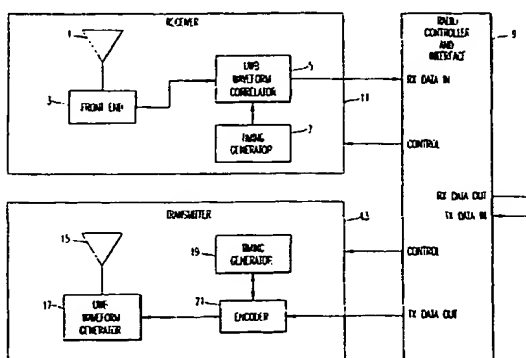 RECEIVER
1
3
FRONT END
UWB
WAVEFORM
CORRELATOR
5
TIMING
GENERATOR
7
11
RADIO
CONTROLLER
AND
INTERFACE
9
RX DATA IN
CONTROL
RX DATA OUT
TX DATA IN
CONTROL
TX DATA OUT
TRANSMITTER
13
15
17
UWB
WAVEFORM
GENERATOR
19
TIMING
GENERATOR
21
ENCODER